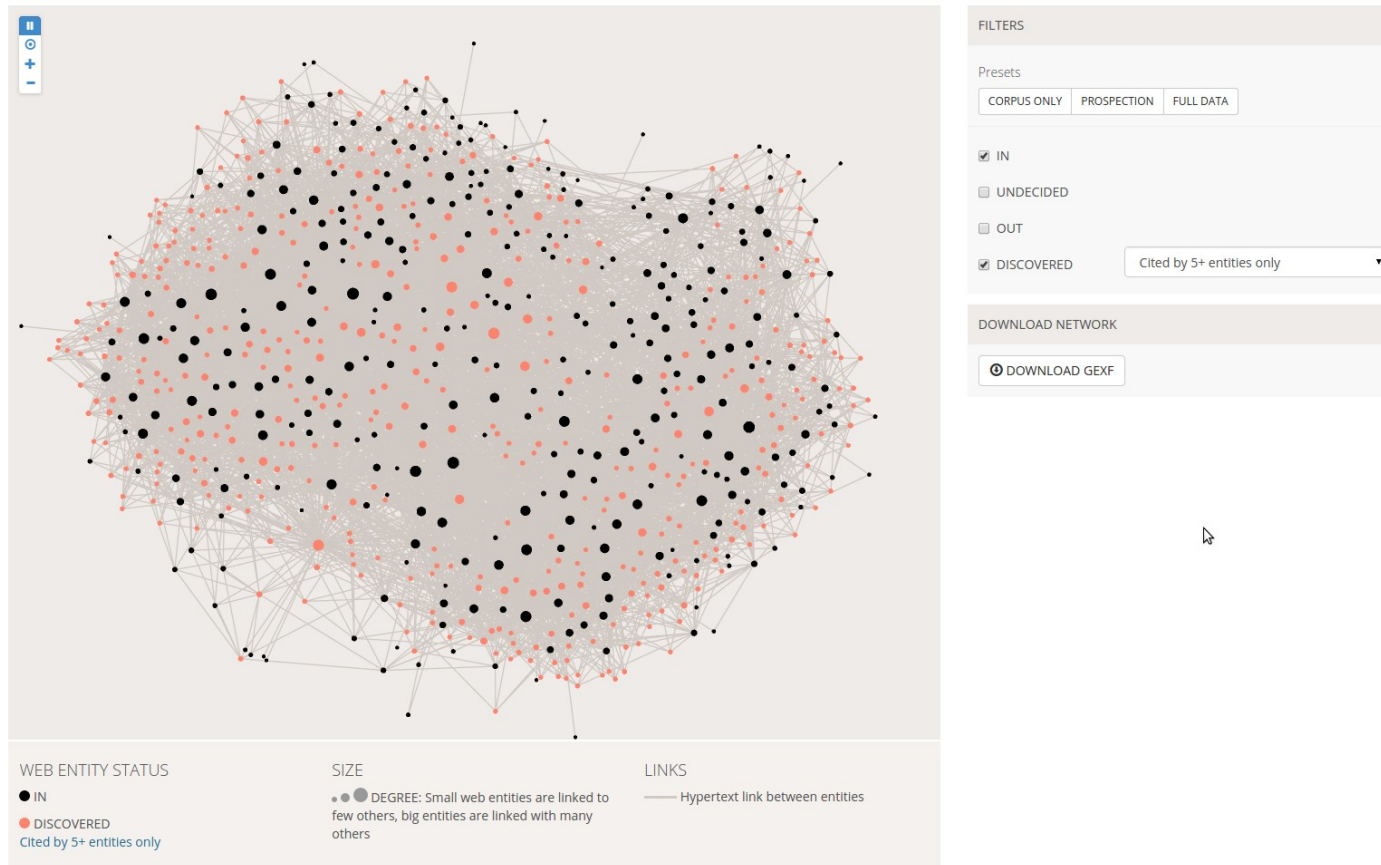 FILTERS
Presets
CORPUS ONLY PROSPECTION FULL DATA
IN
UNDECIDED
OUT
DISCOVERED Cited by 5+ entities only
DOWNLOAD NETWORK
DOWNLOAD GEXF
WEB ENTITY STATUS
IN
DISCOVERED
Cited by 5+ entities only
SIZE
DEGREE: Small web entities are linked to
few others, big entities are linked with many
others
LINKS
Hypertext link between entities